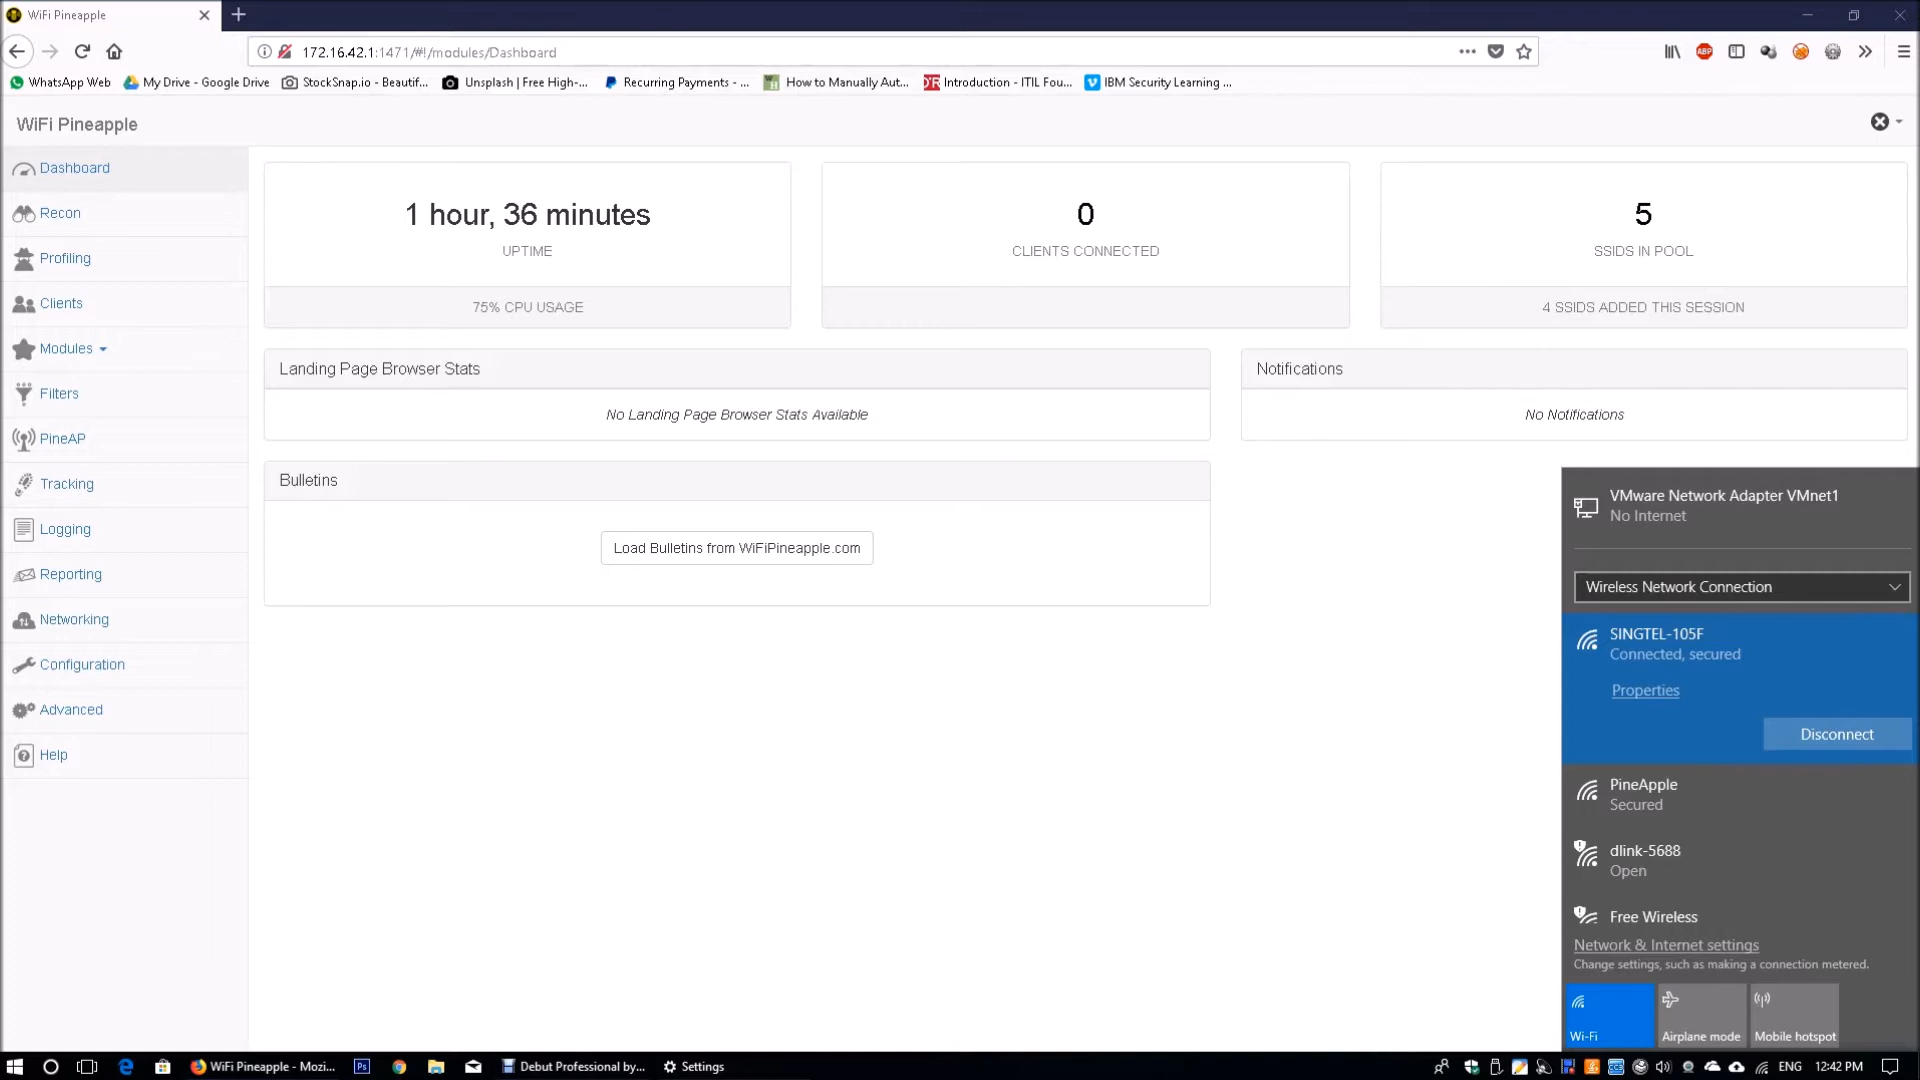 WiFi Pineapple
172.16.42.1:1471/#!/modules/Dashboard
WhatsApp Web
My Drive - Google Drive
StockSnap.io - Beautif...
Unsplash | Free High-...
Recurring Payments - ...
How to Manually Aut...
Introduction - ITIL Fou...
IBM Security Learning ...
WiFi Pineapple
Dashboard
Recon
Profiling
Clients
Modules
Filters
PineAP
Tracking
Logging
Reporting
Networking
Configuration
Advanced
Help
1 hour, 36 minutes
UPTIME
75% CPU USAGE
0
CLIENTS CONNECTED
5
SSIDS IN POOL
4 SSIDS ADDED THIS SESSION
Landing Page Browser Stats
No Landing Page Browser Stats Available
Notifications
No Notifications
Bulletins
Load Bulletins from WiFiPineapple.com
VMware Network Adapter VMnet1
No Internet
Wireless Network Connection
SINGTEL-105F
Connected, secured
Properties
Disconnect
PineApple
Secured
dlink-5688
Open
Free Wireless
Network & Internet settings
Change settings, such as making a connection metered.
Wi-Fi
Airplane mode
Mobile hotspot
WiFi Pineapple - Mozi...
Debut Professional by...
Settings
ENG
12:42 PM